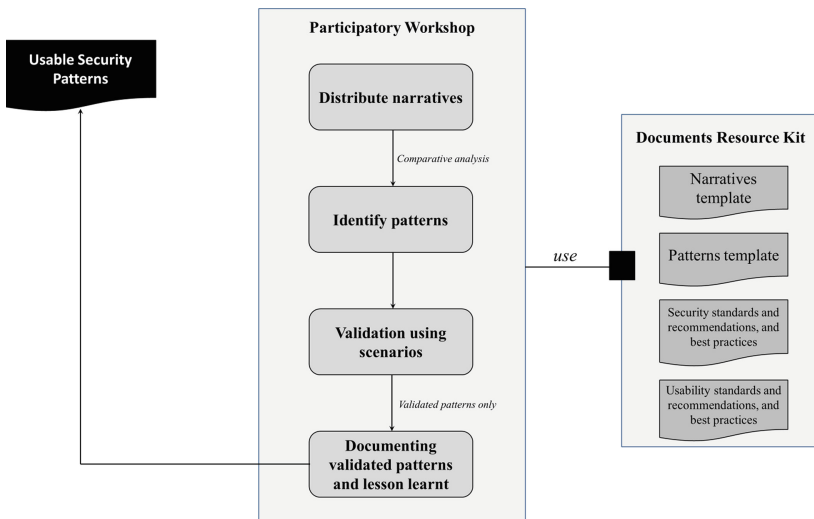 Usable Security
Patterns
Participatory Workshop
Distribute narratives
Comparative analysis
Identify patterns
Validation using
scenarios
Validated patterns only
Documenting
validated patterns
and lesson learnt
use
Documents Resource Kit
Narratives
template
Patterns template
Security standards and
recommendations, and
best practices
Usability standards and
recommendations, and
best practices